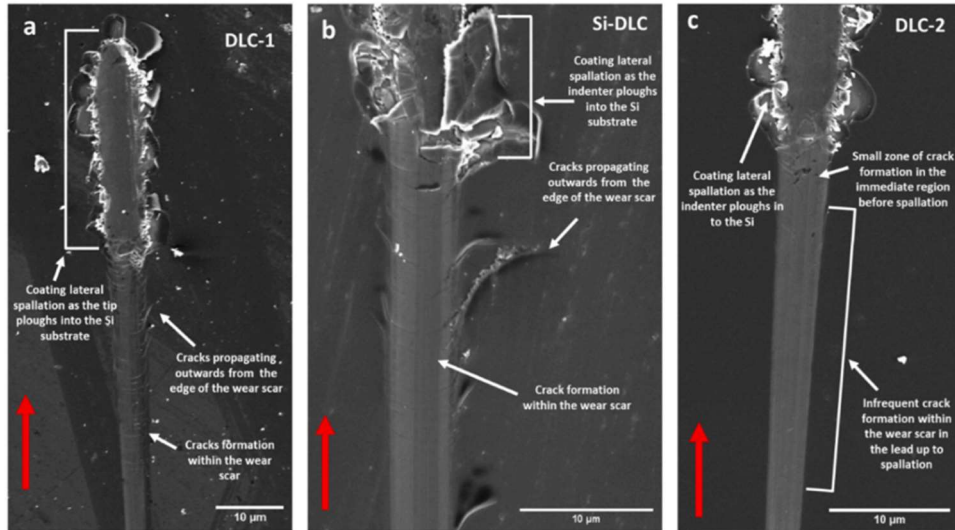 a
DLC-1
Coating lateral
spallation as the tip
ploughs into the Si
substrate
Cracks propagating
outwards from the
edge of the wear scar
Cracks formation
within the wear
scar
10 μm
b
Si-DLC
Coating lateral
spallation as the
indenter ploughs
into the Si
substrate
Cracks propagating
outwards from the
edge of the wear scar
Crack formation
within the wear scar
10 μm
c
DLC-2
Coating lateral
spallation as the
indenter ploughs in
to the Si
Small zone of crack
formation in the
immediate region
before spallation
Infrequent crack
formation within
the wear scar in
the lead up to
spallation
10 μm